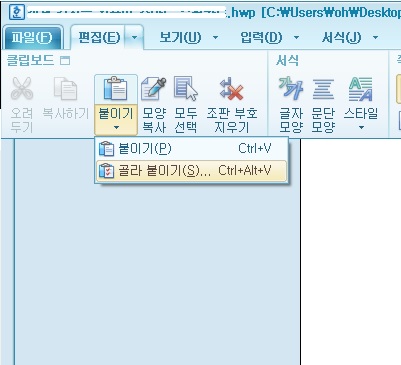 .hwp [C:\Users\oh\Desktop
파일(F) 편집(E) 보기(U) 입력(D) 서식(J)
클립보드 서식
오려 두기 복사하기 붙이기 모양 복사 모두 선택 조판 부호 지우기 글자 모양 문단 모양 스타일
붙이기(P) Ctrl+V
골라 붙이기(S)... Ctrl+Alt+V